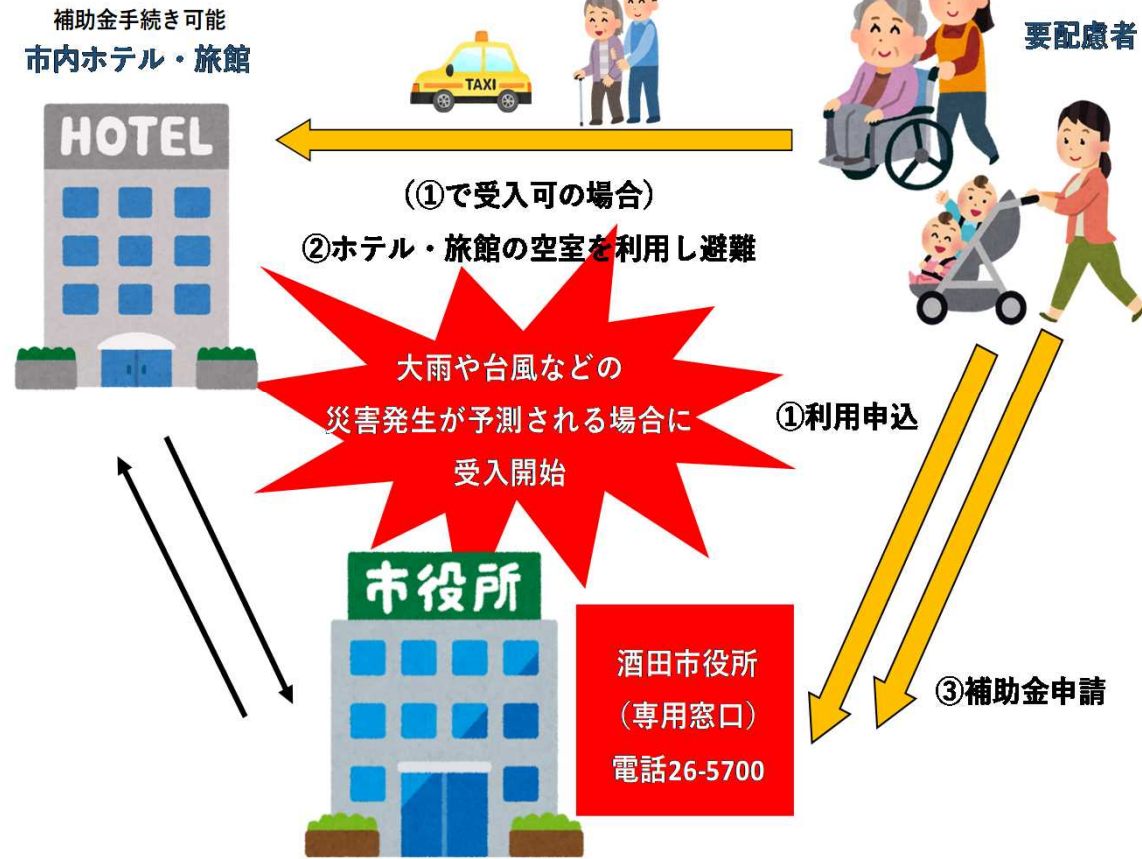 補助金手続き可能
市内ホテル・旅館
要配慮者
TAXI
HOTEL
（①で受入可の場合）
②ホテル・旅館の空室を利用し避難
大雨や台風などの
災害発生が予測される場合に
受入開始
①利用申込
市役所
酒田市役所
（専用窓口）
電話26-5700
③補助金申請